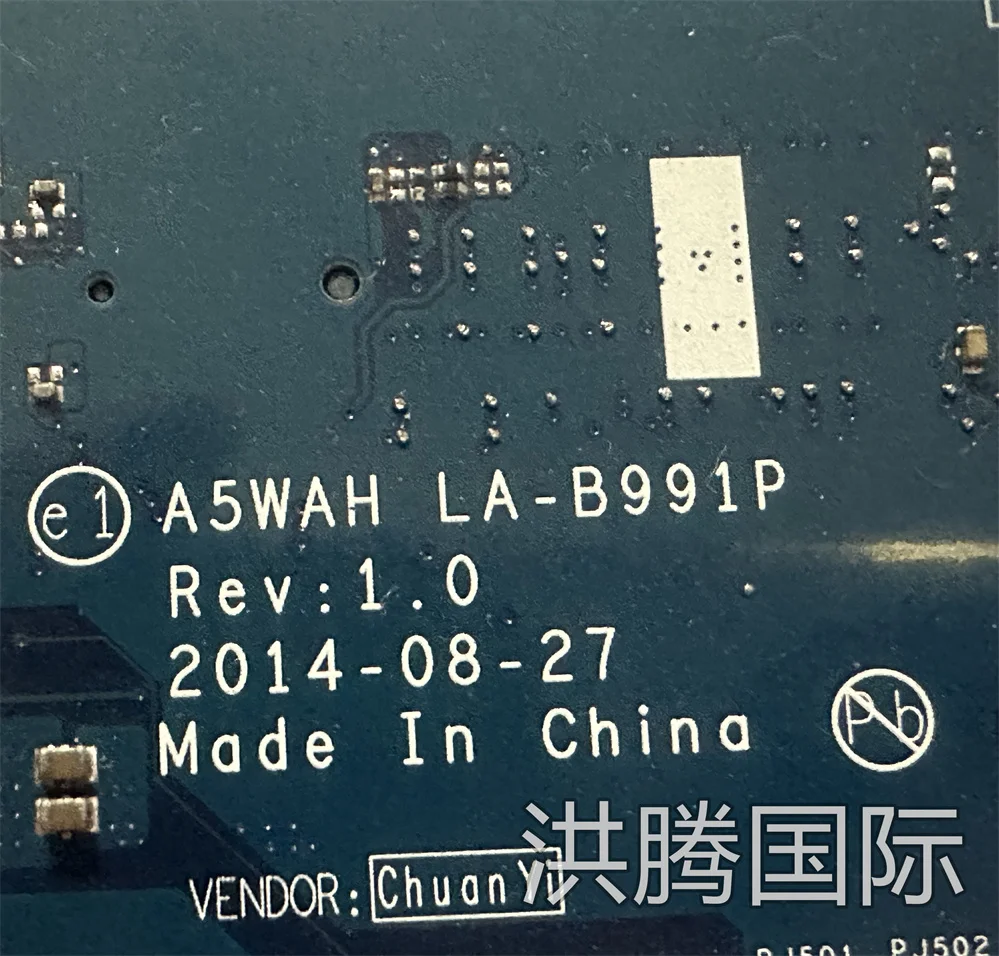 e1 A5WAH LA-B991P
Rev:1.0
2014-08-27
Made In China
Pb
洪腾国际
VENDOR: ChuanYi
PJ501 PJ502